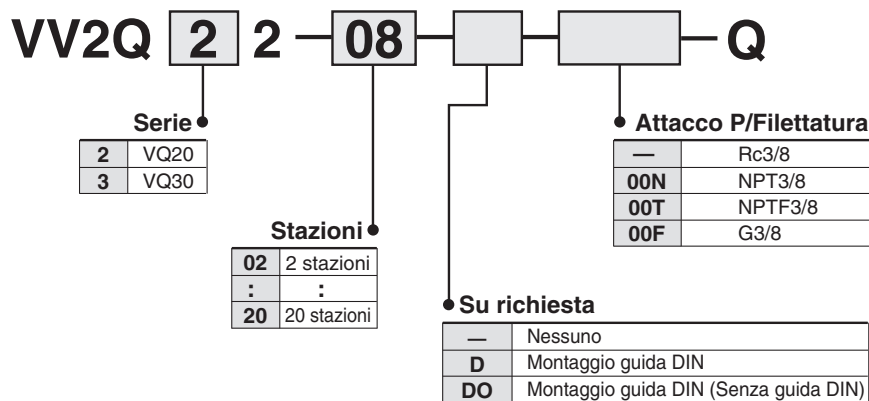 VV2Q 2 2 — 08 — — — Q
Serie
2 VQ20
3 VQ30
Stazioni
02 2 stazioni
: :
20 20 stazioni
Su richiesta
— Nessuno
D Montaggio guida DIN
DO Montaggio guida DIN (Senza guida DIN)
Attacco P/Filettatura
— Rc3/8
00N NPT3/8
00T NPTF3/8
00F G3/8